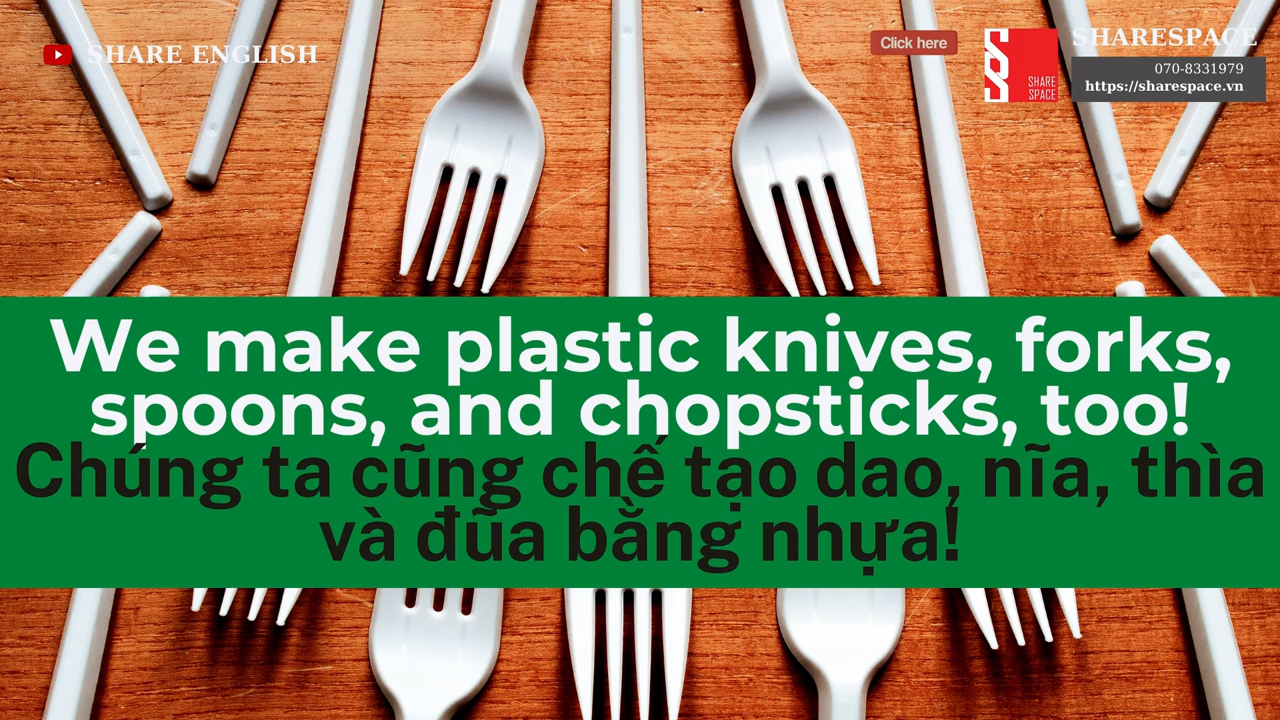 SHARE ENGLISH
Click here
SHARE
SPACE
SHARESPACE
070-8331979
https://sharespace.vn
We make plastic knives, forks,
spoons, and chopsticks, too!
Chúng ta cũng chế tạo dao, nĩa, thìa
và đũa bằng nhựa!